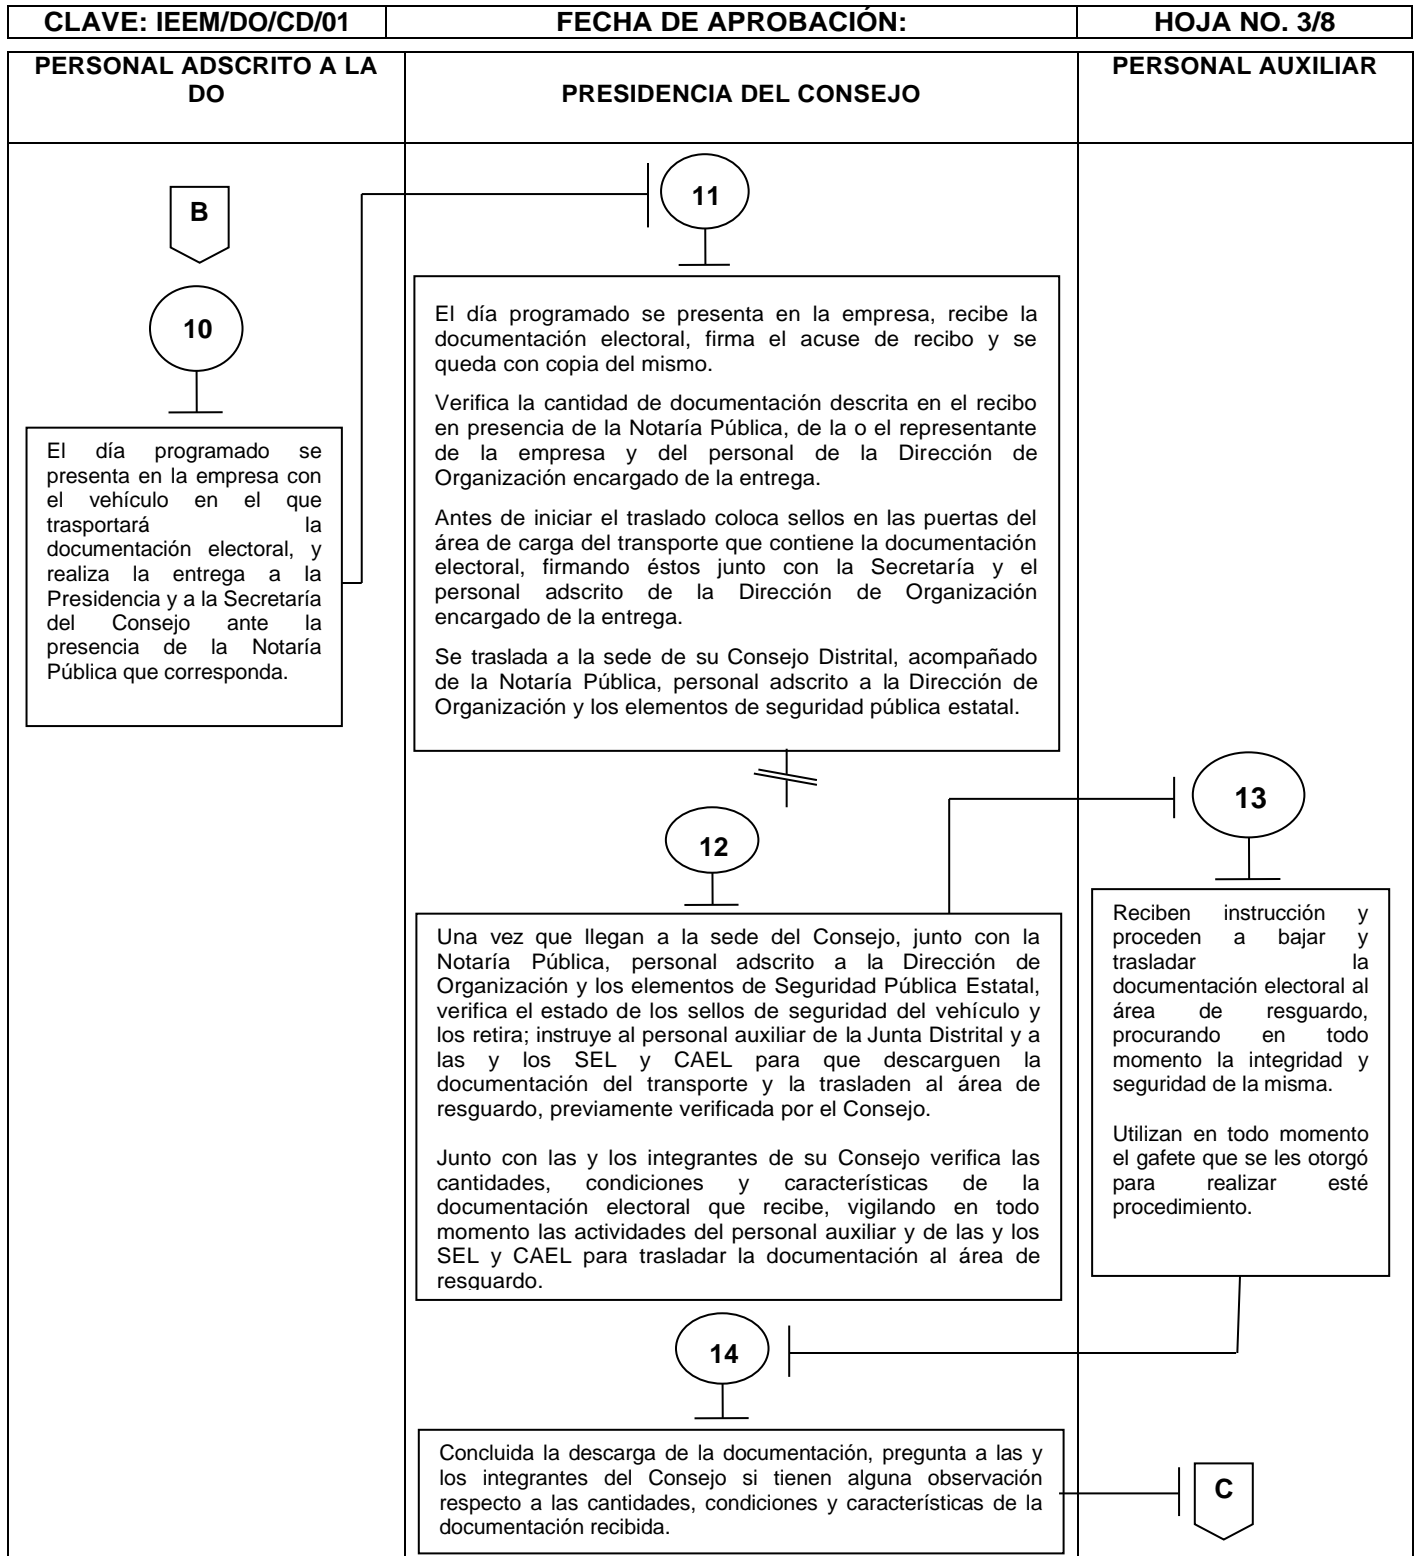 CLAVE: IEEM/DO/CD/01 FECHA DE APROBACIÓN: HOJA NO. 3/8
PERSONAL ADSCRITO A LA
DO
PRESIDENCIA DEL CONSEJO
PERSONAL AUXILIAR
B
10
El día programado se
presenta en la empresa con
el vehículo en el que
trasportará la
documentación electoral, y
realiza la entrega a la
Presidencia y a la Secretaría
del Consejo ante la
presencia de la Notaría
Pública que corresponda.
11
El día programado se presenta en la empresa, recibe la
documentación electoral, firma el acuse de recibo y se
queda con copia del mismo.
Verifica la cantidad de documentación descrita en el recibo
en presencia de la Notaría Pública, de la o el representante
de la empresa y del personal de la Dirección de
Organización encargado de la entrega.
Antes de iniciar el traslado coloca sellos en las puertas del
área de carga del transporte que contiene la documentación
electoral, firmando éstos junto con la Secretaría y el
personal adscrito de la Dirección de Organización
encargado de la entrega.
Se traslada a la sede de su Consejo Distrital, acompañado
de la Notaría Pública, personal adscrito a la Dirección de
Organización y los elementos de seguridad pública estatal.
12
Una vez que llegan a la sede del Consejo, junto con la
Notaría Pública, personal adscrito a la Dirección de
Organización y los elementos de Seguridad Pública Estatal,
verifica el estado de los sellos de seguridad del vehículo y
los retira; instruye al personal auxiliar de la Junta Distrital y a
las y los SEL y CAEL para que descarguen la
documentación del transporte y la trasladen al área de
resguardo, previamente verificada por el Consejo.
Junto con las y los integrantes de su Consejo verifica las
cantidades, condiciones y características de la
documentación electoral que recibe, vigilando en todo
momento las actividades del personal auxiliar y de las y los
SEL y CAEL para trasladar la documentación al área de
resguardo.
13
Reciben instrucción y
proceden a bajar y
trasladar la
documentación electoral al
área de resguardo,
procurando en todo
momento la integridad y
seguridad de la misma.
Utilizan en todo momento
el gafete que se les otorgó
para realizar esté
procedimiento.
14
Concluida la descarga de la documentación, pregunta a las y
los integrantes del Consejo si tienen alguna observación
respecto a las cantidades, condiciones y características de la
documentación recibida.
C